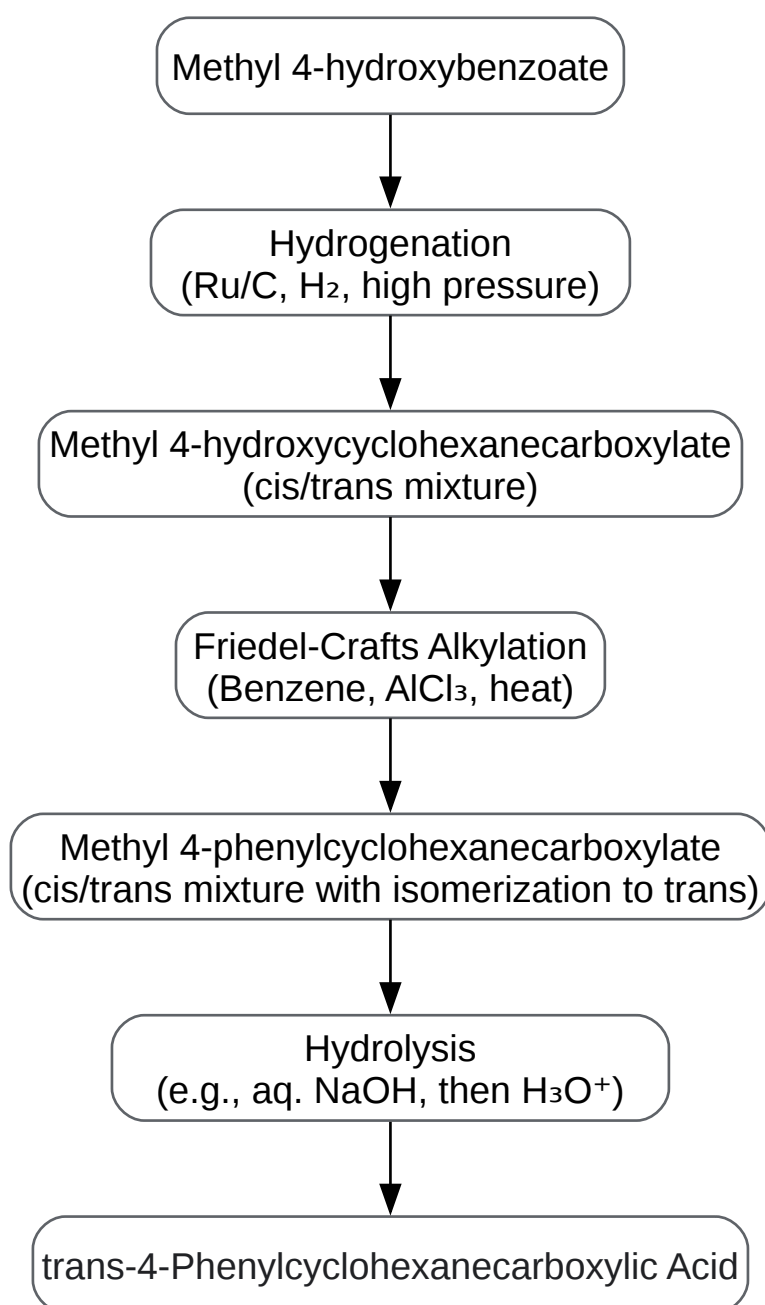 Methyl 4-hydroxybenzoate
Hydrogenation
(Ru/C, H₂, high pressure)
Methyl 4-hydroxycyclohexanecarboxylate
(cis/trans mixture)
Friedel-Crafts Alkylation
(Benzene, AlCl₃, heat)
Methyl 4-phenylcyclohexanecarboxylate
(cis/trans mixture with isomerization to trans)
Hydrolysis
(e.g., aq. NaOH, then H₃O⁺)
trans-4-Phenylcyclohexanecarboxylic Acid